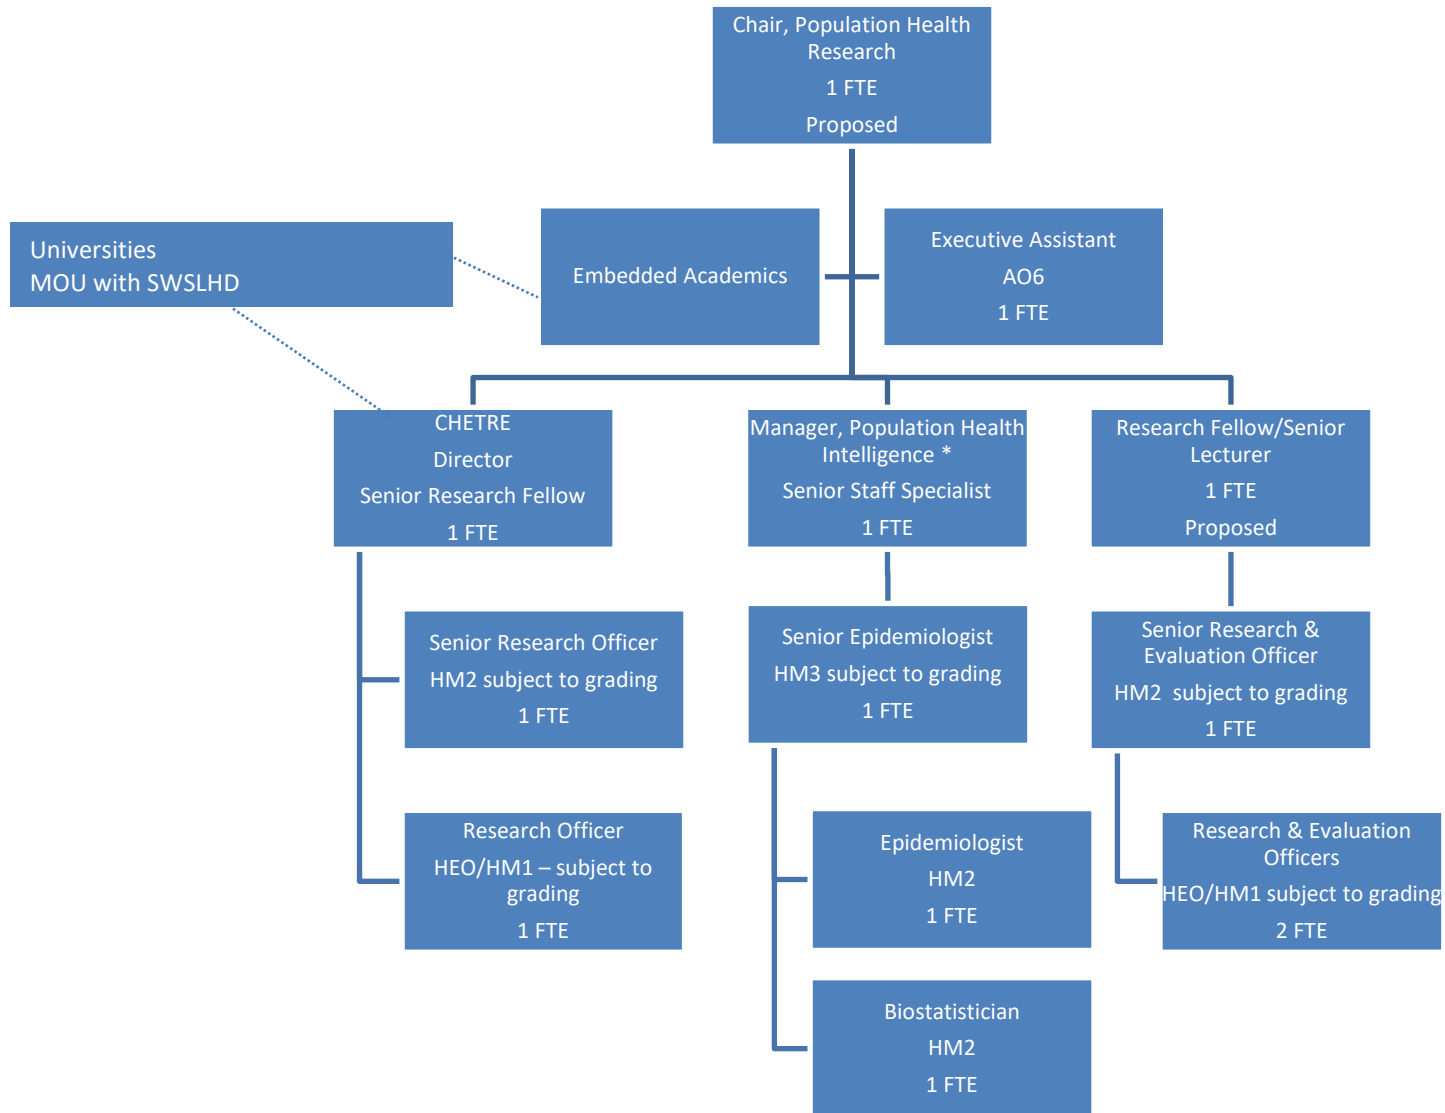 Chair, Population Health
Research
1 FTE
Proposed
Universities
MOU with SWSLHD
Embedded Academics
Executive Assistant
AO6
1 FTE
CHETRE
Director
Senior Research Fellow
1 FTE
Manager, Population Health
Intelligence *
Senior Staff Specialist
1 FTE
Research Fellow/Senior
Lecturer
1 FTE
Proposed
Senior Research Officer
HM2 subject to grading
1 FTE
Senior Epidemiologist
HM3 subject to grading
1 FTE
Senior Research &
Evaluation Officer
HM2  subject to grading
1 FTE
Research Officer
HEO/HM1 – subject to
grading
1 FTE
Epidemiologist
HM2
1 FTE
Research & Evaluation
Officers
HEO/HM1 subject to grading
2 FTE
Biostatistician
HM2
1 FTE